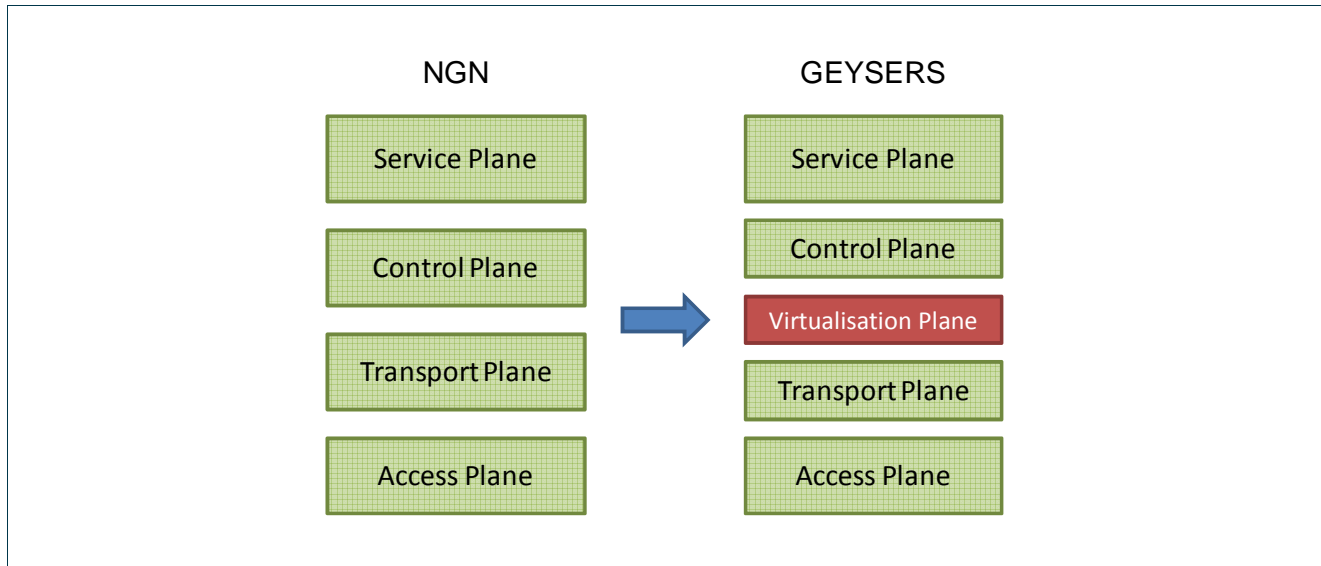 NGN
Service Plane
Control Plane
Transport Plane
Access Plane
GEYSERS
Service Plane
Control Plane
Virtualisation Plane
Transport Plane
Access Plane